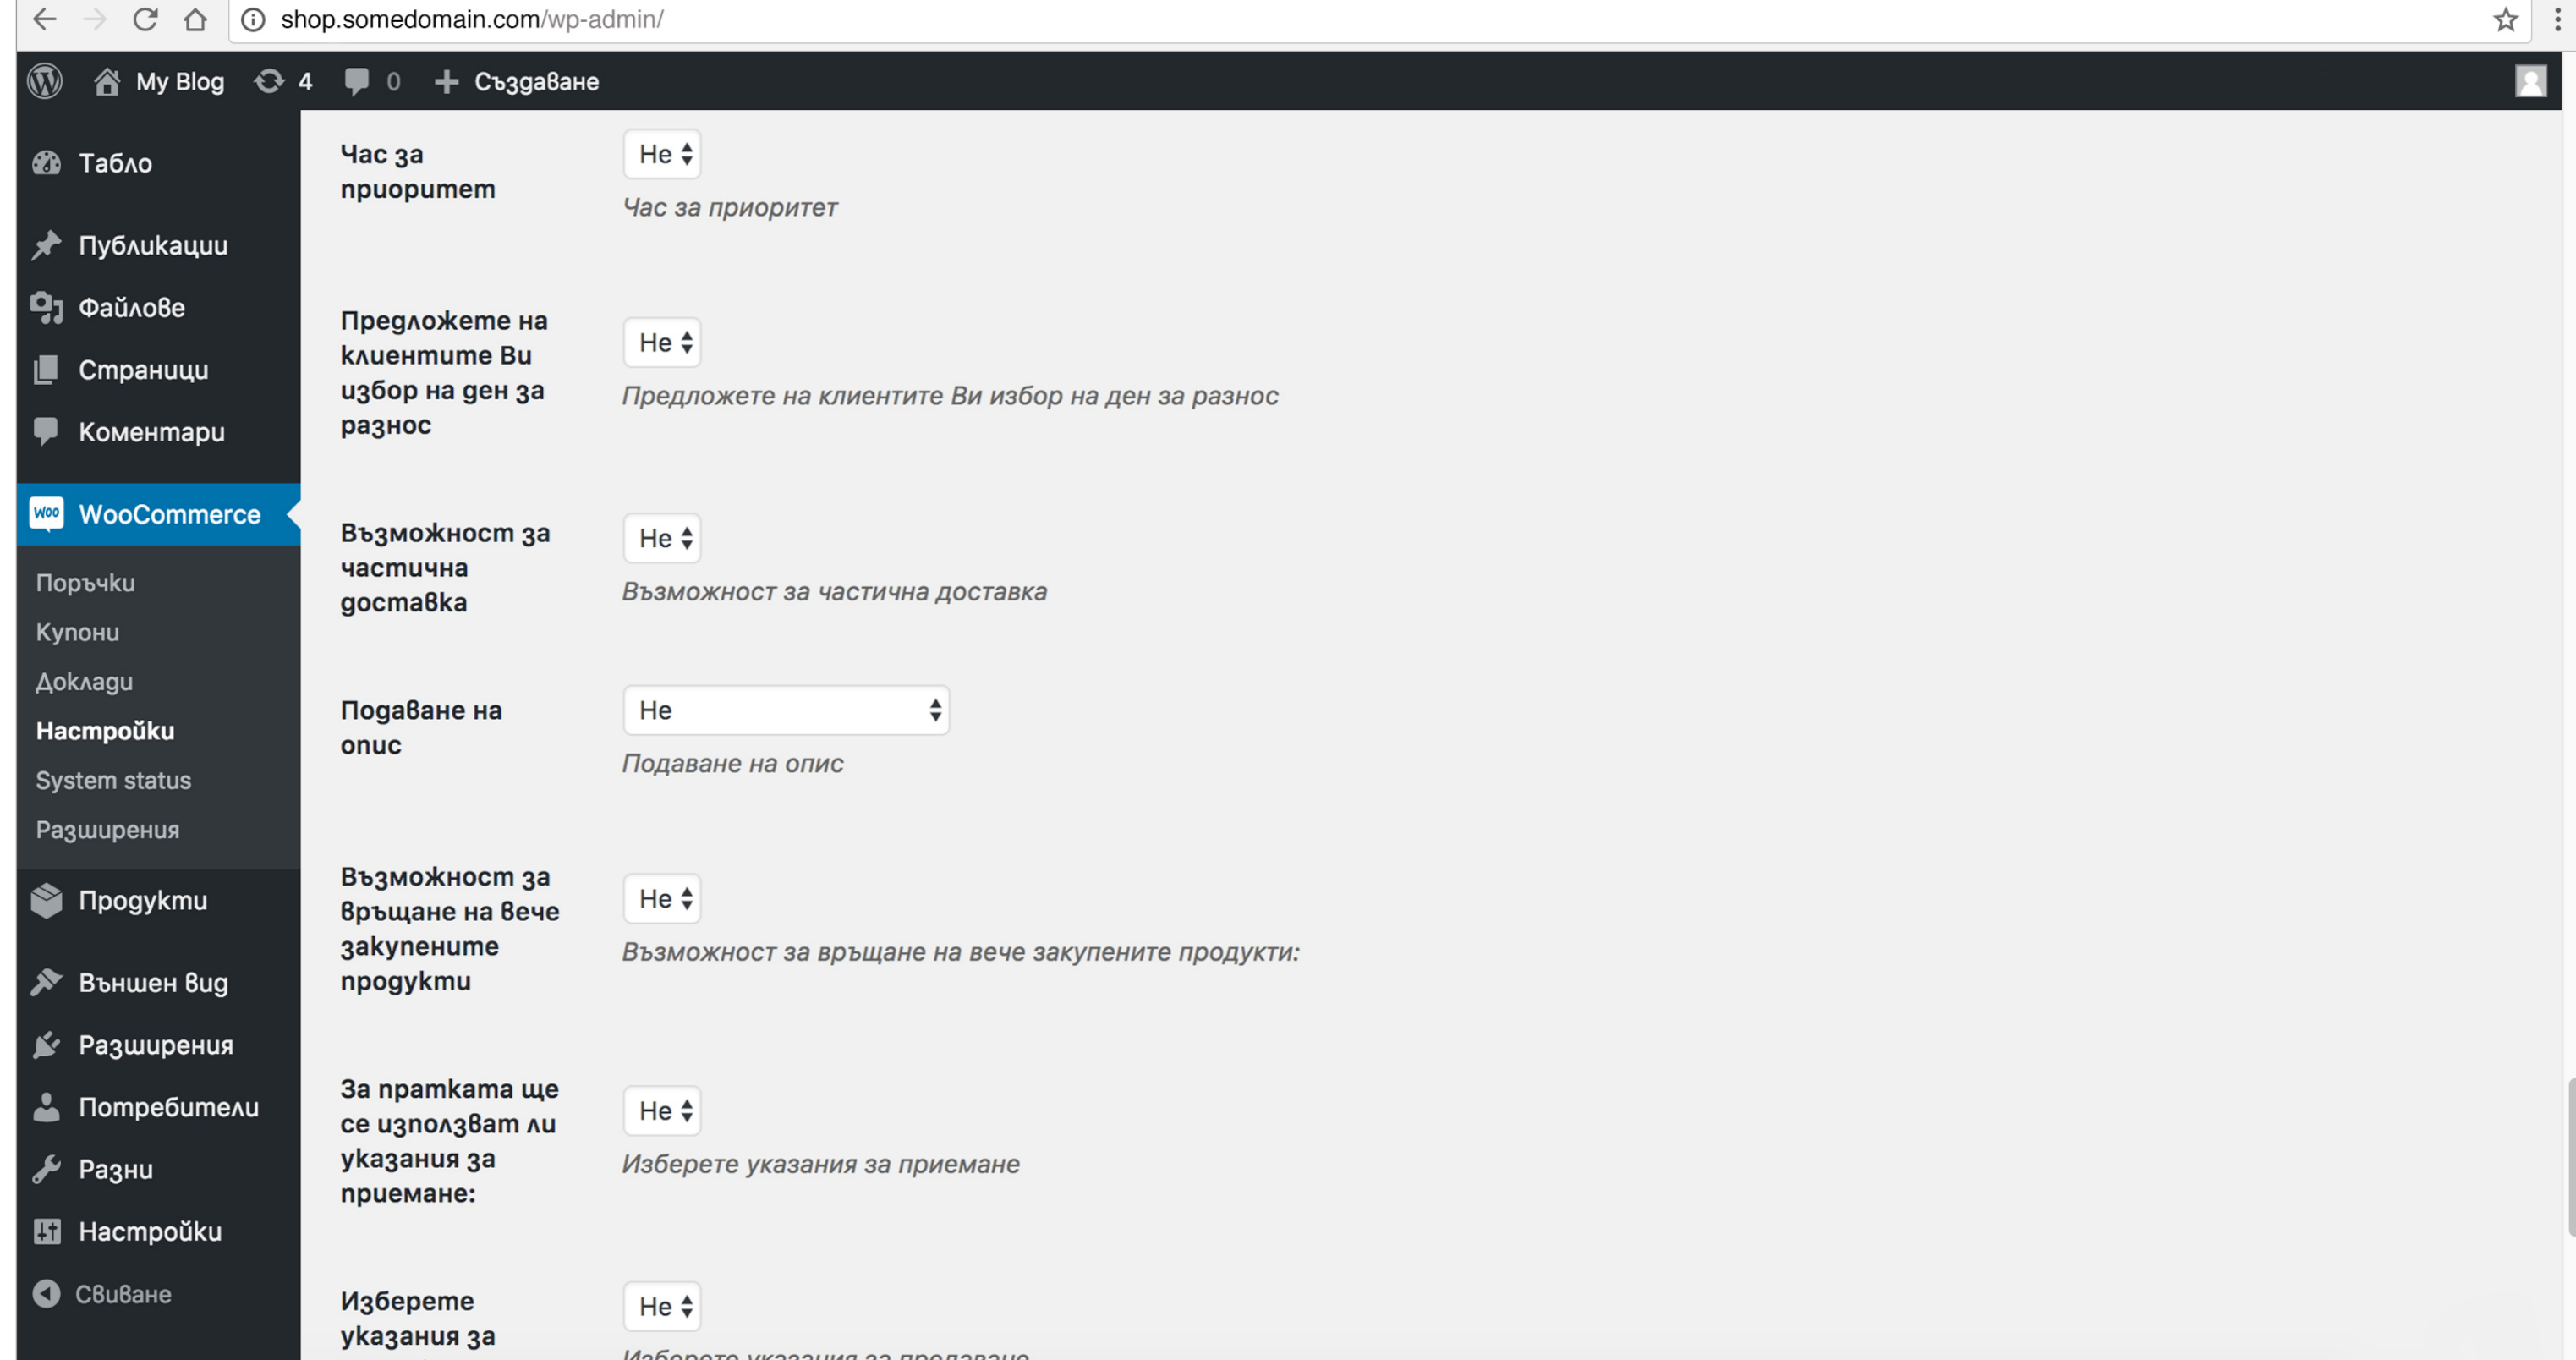 shop.somedomain.com/wp-admin/
My Blog 4 0 Създаване
Табло
Публикации
Файлове
Страници
Коментари
Woo WooCommerce
Поръчки
Купони
Доклади
Настройки
System status
Разширения
Продукти
Външен вид
Разширения
Потребители
Разни
Настройки
Свиване
Час за
приоритет
Не
Час за приоритет
Предложете на
клиентите Ви
избор на ден за
разнос
Не
Предложете на клиентите Ви избор на ден за разнос
Възможност за
частична
доставка
Не
Възможност за частична доставка
Подаване на
опис
Не
Подаване на опис
Възможност за
връщане на вече
закупените
продукти
Не
Възможност за връщане на вече закупените продукти:
За пратката ще
се използват ли
указания за
приемане:
Не
Изберете указания за приемане
Изберете
указания за
Не
Изберете указания за предаване